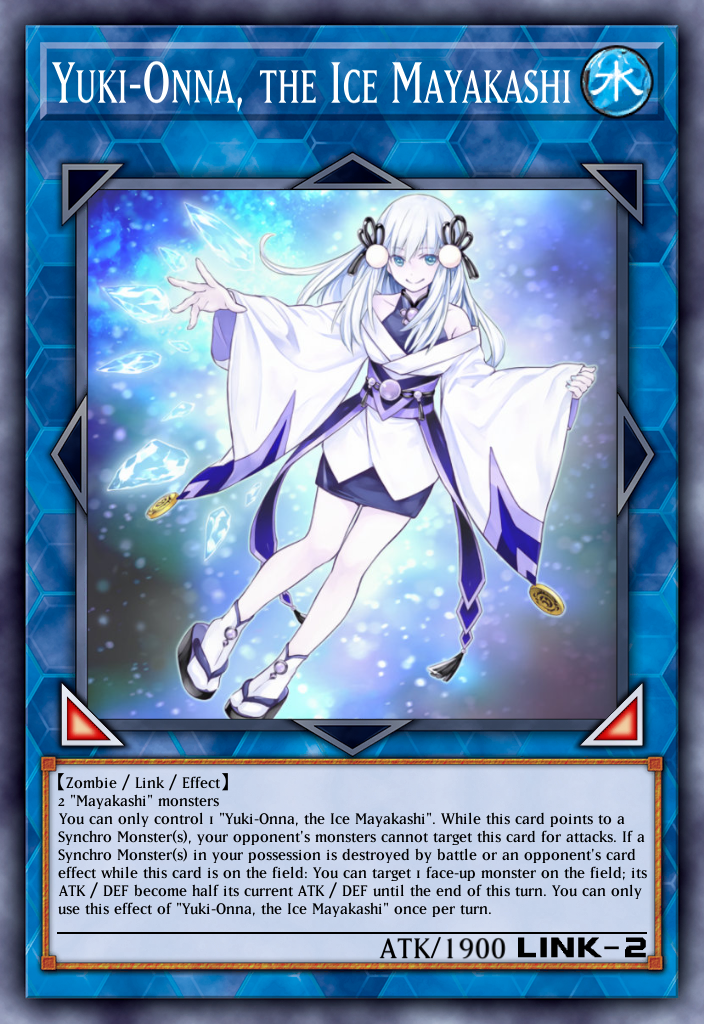 Yuki-Onna, the Ice Mayakashi
水
【Zombie / Link / Effect】
2 "Mayakashi" monsters
You can only control 1 "Yuki-Onna, the Ice Mayakashi". While this card points to a
Synchro Monster(s), your opponent's monsters cannot target this card for attacks. If a
Synchro Monster(s) in your possession is destroyed by battle or an opponent's card
effect while this card is on the field: You can target 1 face-up monster on the field; its
ATK / DEF become half its current ATK / DEF until the end of this turn. You can only
use this effect of "Yuki-Onna, the Ice Mayakashi" once per turn.
ATK/1900 LINK-2